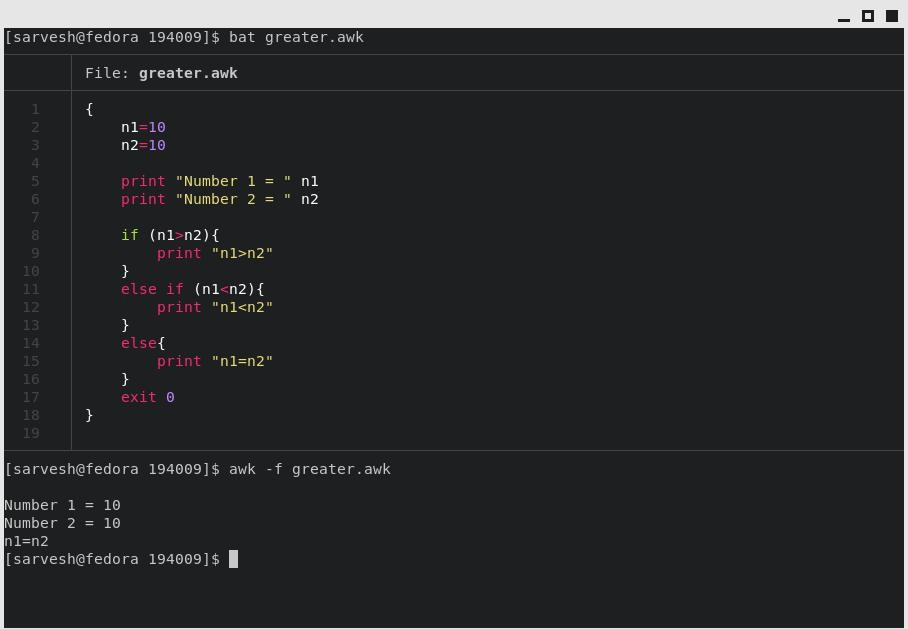 [sarvesh@fedora 194009]$ bat greater.awk
File: greater.awk
1 {
2     n1=10
3     n2=10
4
5     print "Number 1 = " n1
6     print "Number 2 = " n2
7
8     if (n1>n2){
9         print "n1>n2"
10     }
11     else if (n1<n2){
12         print "n1<n2"
13     }
14     else{
15         print "n1=n2"
16     }
17     exit 0
18 }
19
[sarvesh@fedora 194009]$ awk -f greater.awk

Number 1 = 10
Number 2 = 10
n1=n2
[sarvesh@fedora 194009]$